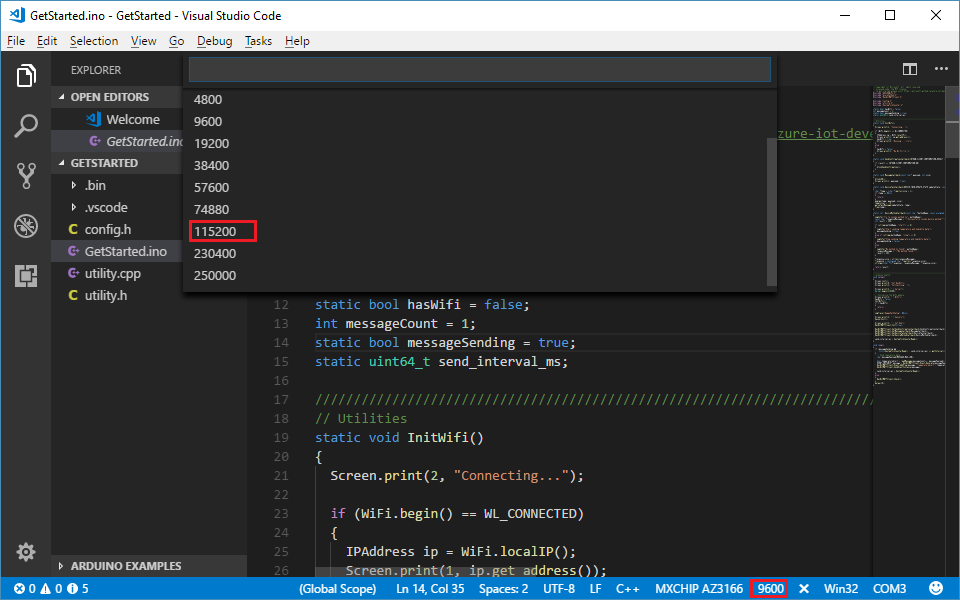 GetStarted.ino - GetStarted - Visual Studio Code
File Edit Selection View Go Debug Tasks Help
EXPLORER
OPEN EDITORS
Welcome
GetStarted.ino
GETSTARTED
.bin
.vscode
config.h
GetStarted.ino
utility.cpp
utility.h
ARDUINO EXAMPLES
4800
9600
19200
38400
57600
74880
115200
230400
250000
zure-iot-deve
12 static bool hasWifi = false;
13 int messageCount = 1;
14 static bool messageSending = true;
15 static uint64_t send_interval_ms;
16
17 ////////////////////////////////////////////////////////////////////////
18 // Utilities
19 static void InitWifi()
20 {
21 Screen.print(2, "Connecting...");
22
23 if (WiFi.begin() == WL_CONNECTED)
24 {
25 IPAddress ip = WiFi.localIP();
26 Screen.print(1, ip.get_address());
0 0 5 (Global Scope) Ln 14, Col 35 Spaces: 2 UTF-8 LF C++ MXCHIP AZ3166 9600 Win32 COM3